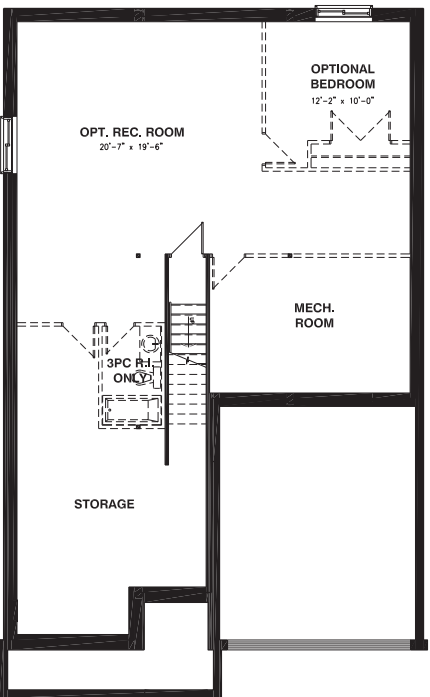 OPTIONAL
BEDROOM
12'-2" x 10'-0"
OPT. REC. ROOM
20'-7" x 19'-6"
MECH.
ROOM
3PC R.I.
ONLY
STORAGE